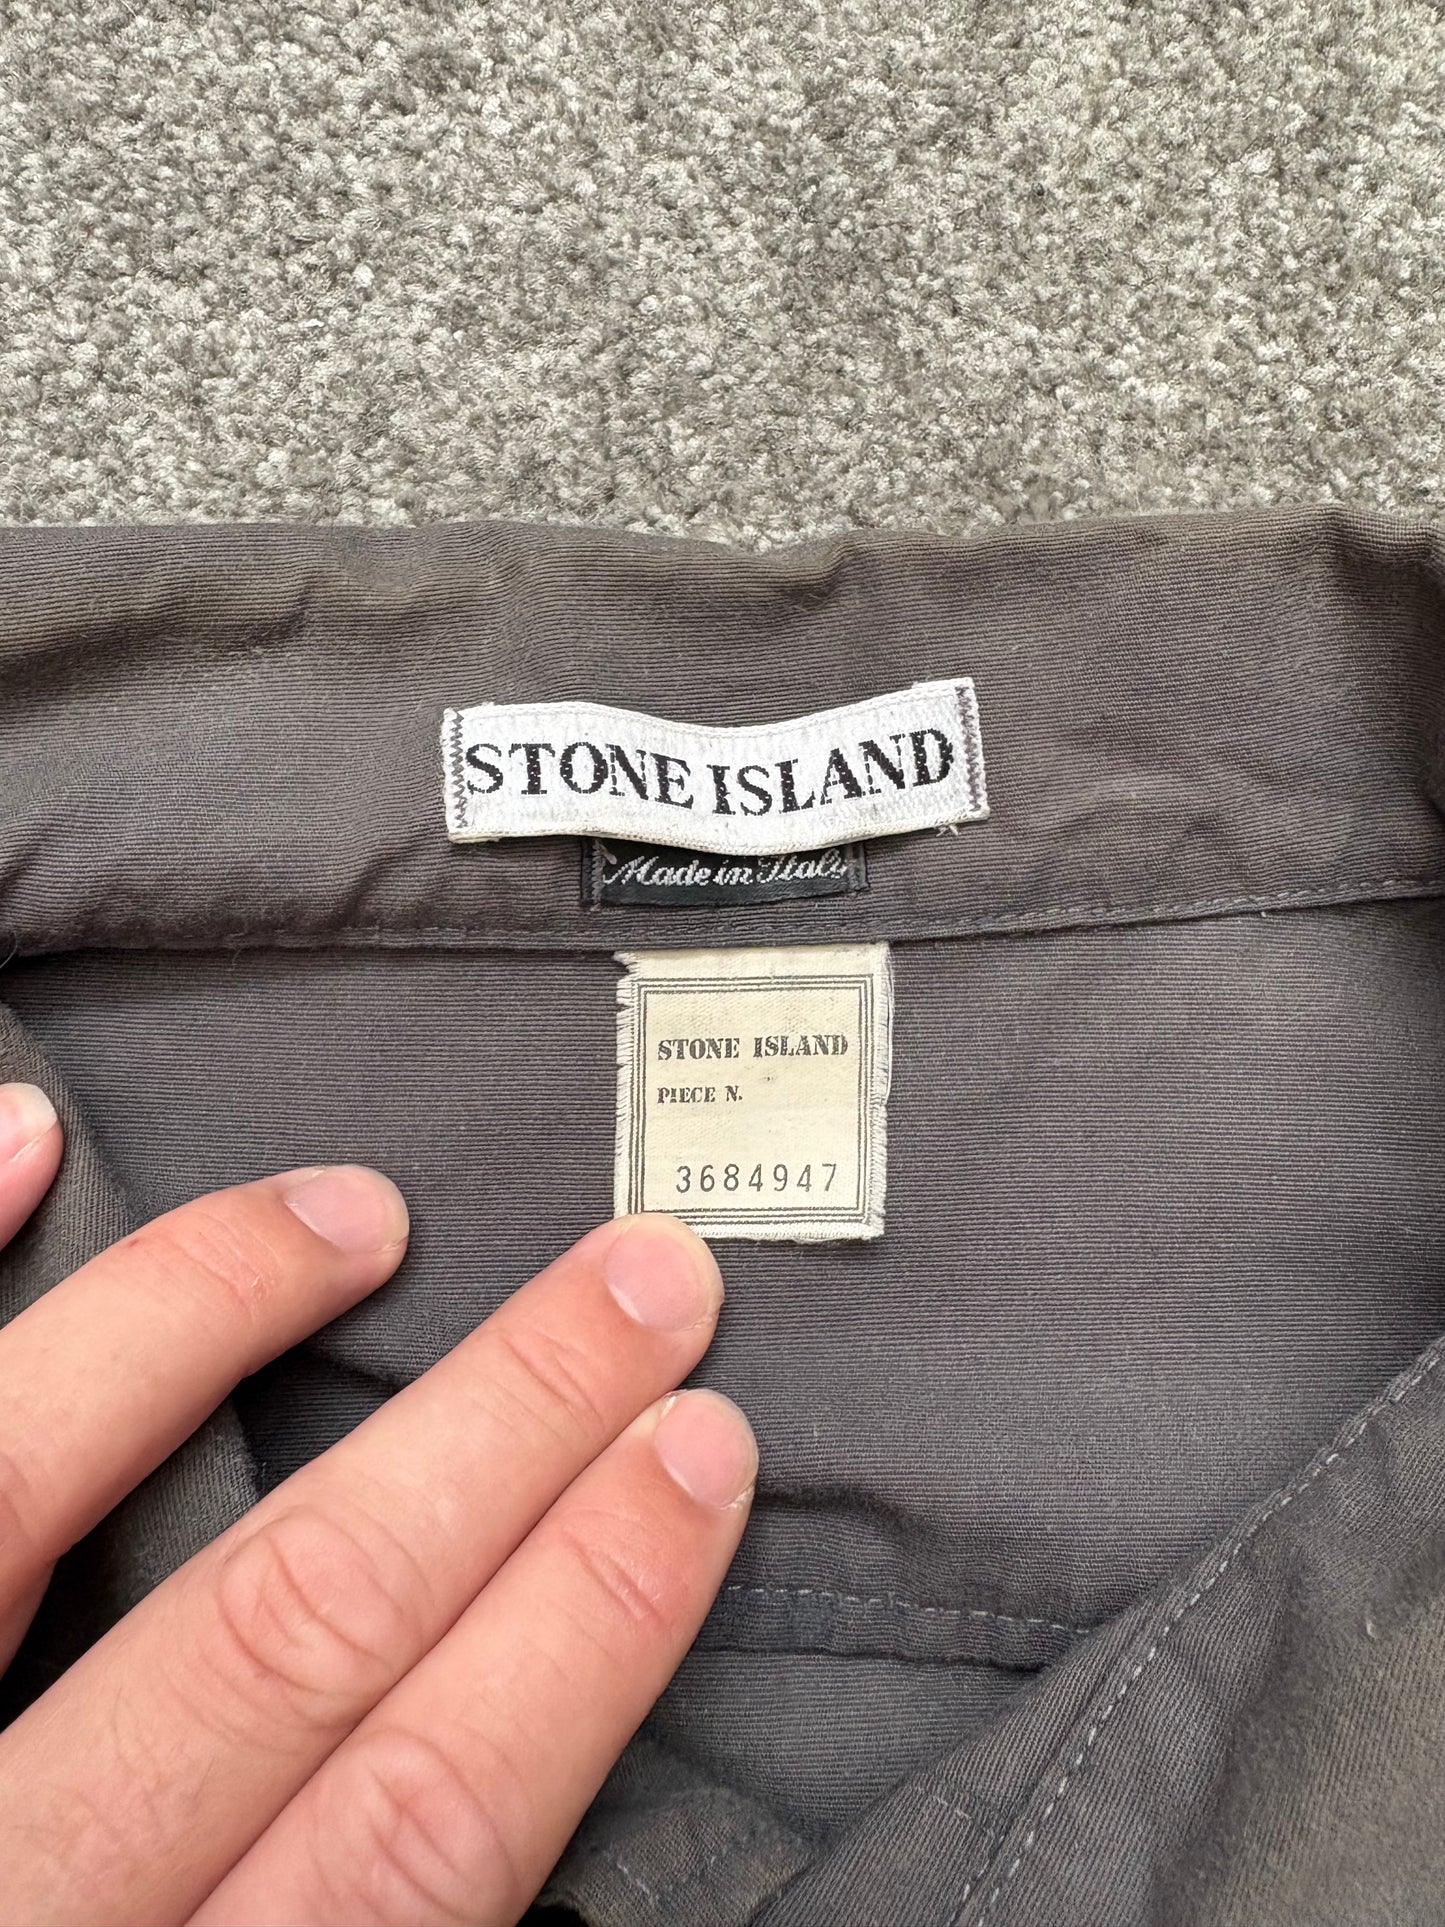 STONE ISLAND
Made in Italy
STONE ISLAND
PIECE N.
3684947